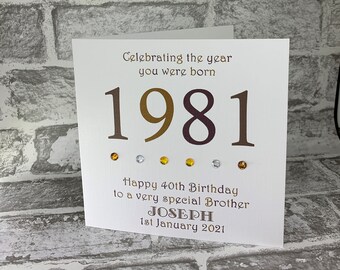 Celebrating the year
you were born
1981
Happy 40th Birthday
to a very special Brother
JOSEPH
1st January 2021